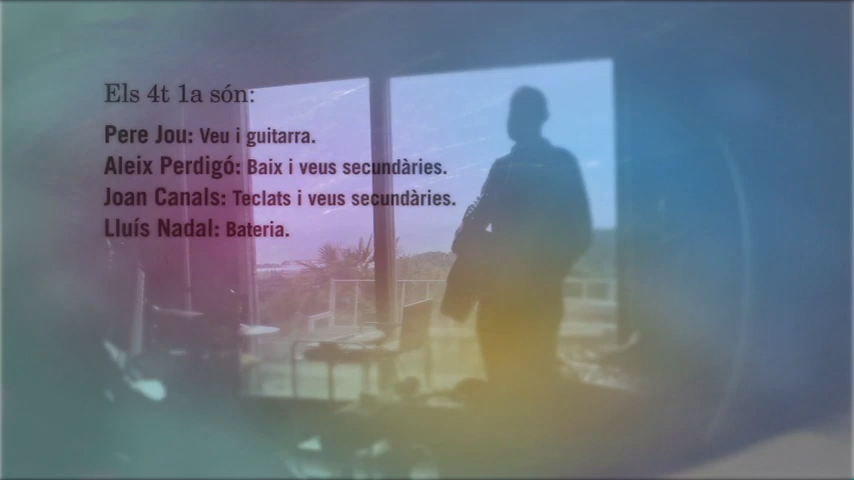 Els 4t 1a són:
Pere Jou: Veu i guitarra.
Aleix Perdigó: Baix i veus secundàries.
Joan Canals: Teclats i veus secundàries.
Lluís Nadal: Bateria.